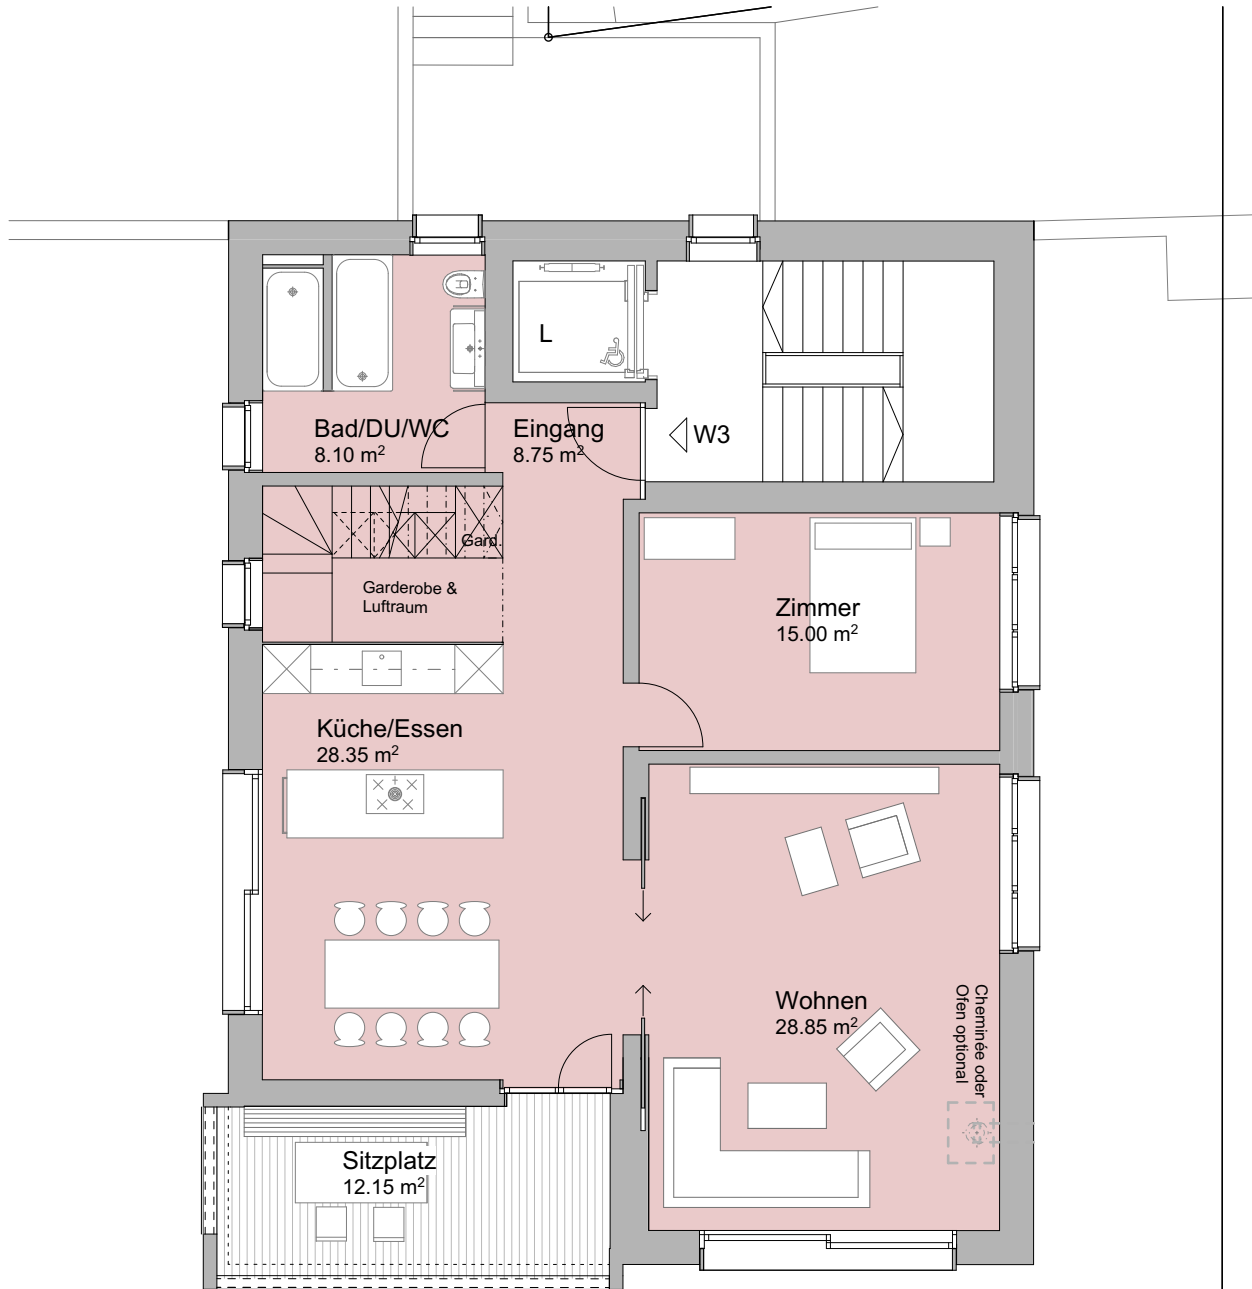 L
Bad/DU/WC
8.10 m²
Eingang
8.75 m²
W3
Gard.
Garderobe &
Luftraum
Zimmer
15.00 m²
Küche/Essen
28.35 m²
Wohnen
28.85 m²
Cheminée oder
Ofen optional
Sitzplatz
12.15 m²